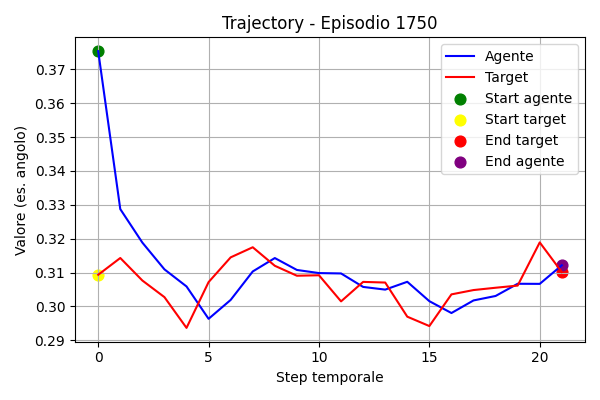 Trajectory - Episodio 1750
Valore (es. angolo)
0.37
0.36
0.35
0.34
0.33
0.32
0.31
0.30
0.29
0
5
10
15
20
Step temporale
Agente
Target
Start agente
Start target
End target
End agente